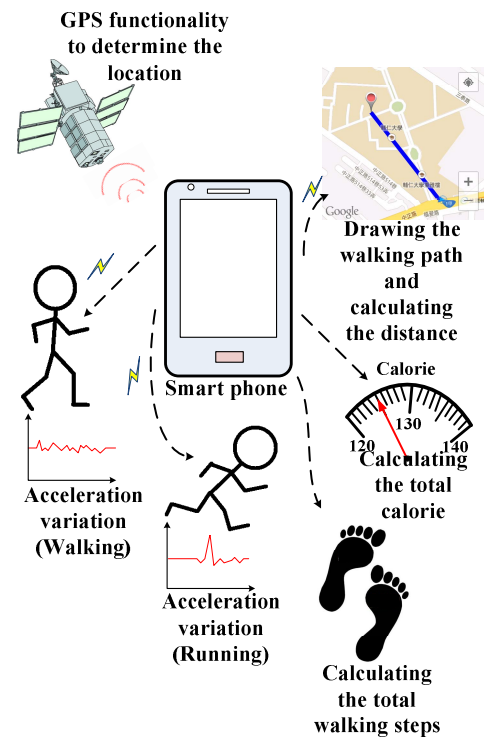 GPS functionality
to determine the
location
Google
Drawing the
walking path
and
calculating
the distance
Smart phone
Calorie
120
130
140
Calculating
the total
calorie
Acceleration
variation
(Walking)
Acceleration
variation
(Running)
Calculating
the total
walking steps